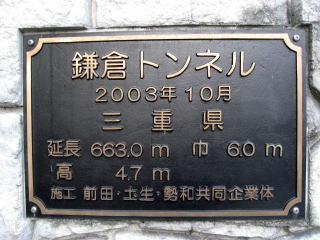 鎌倉トンネル
2003年10月
三重県
延長 663.0 m 巾 6.0 m
高 4.7 m
施工 前田・土生・勢和共同企業体